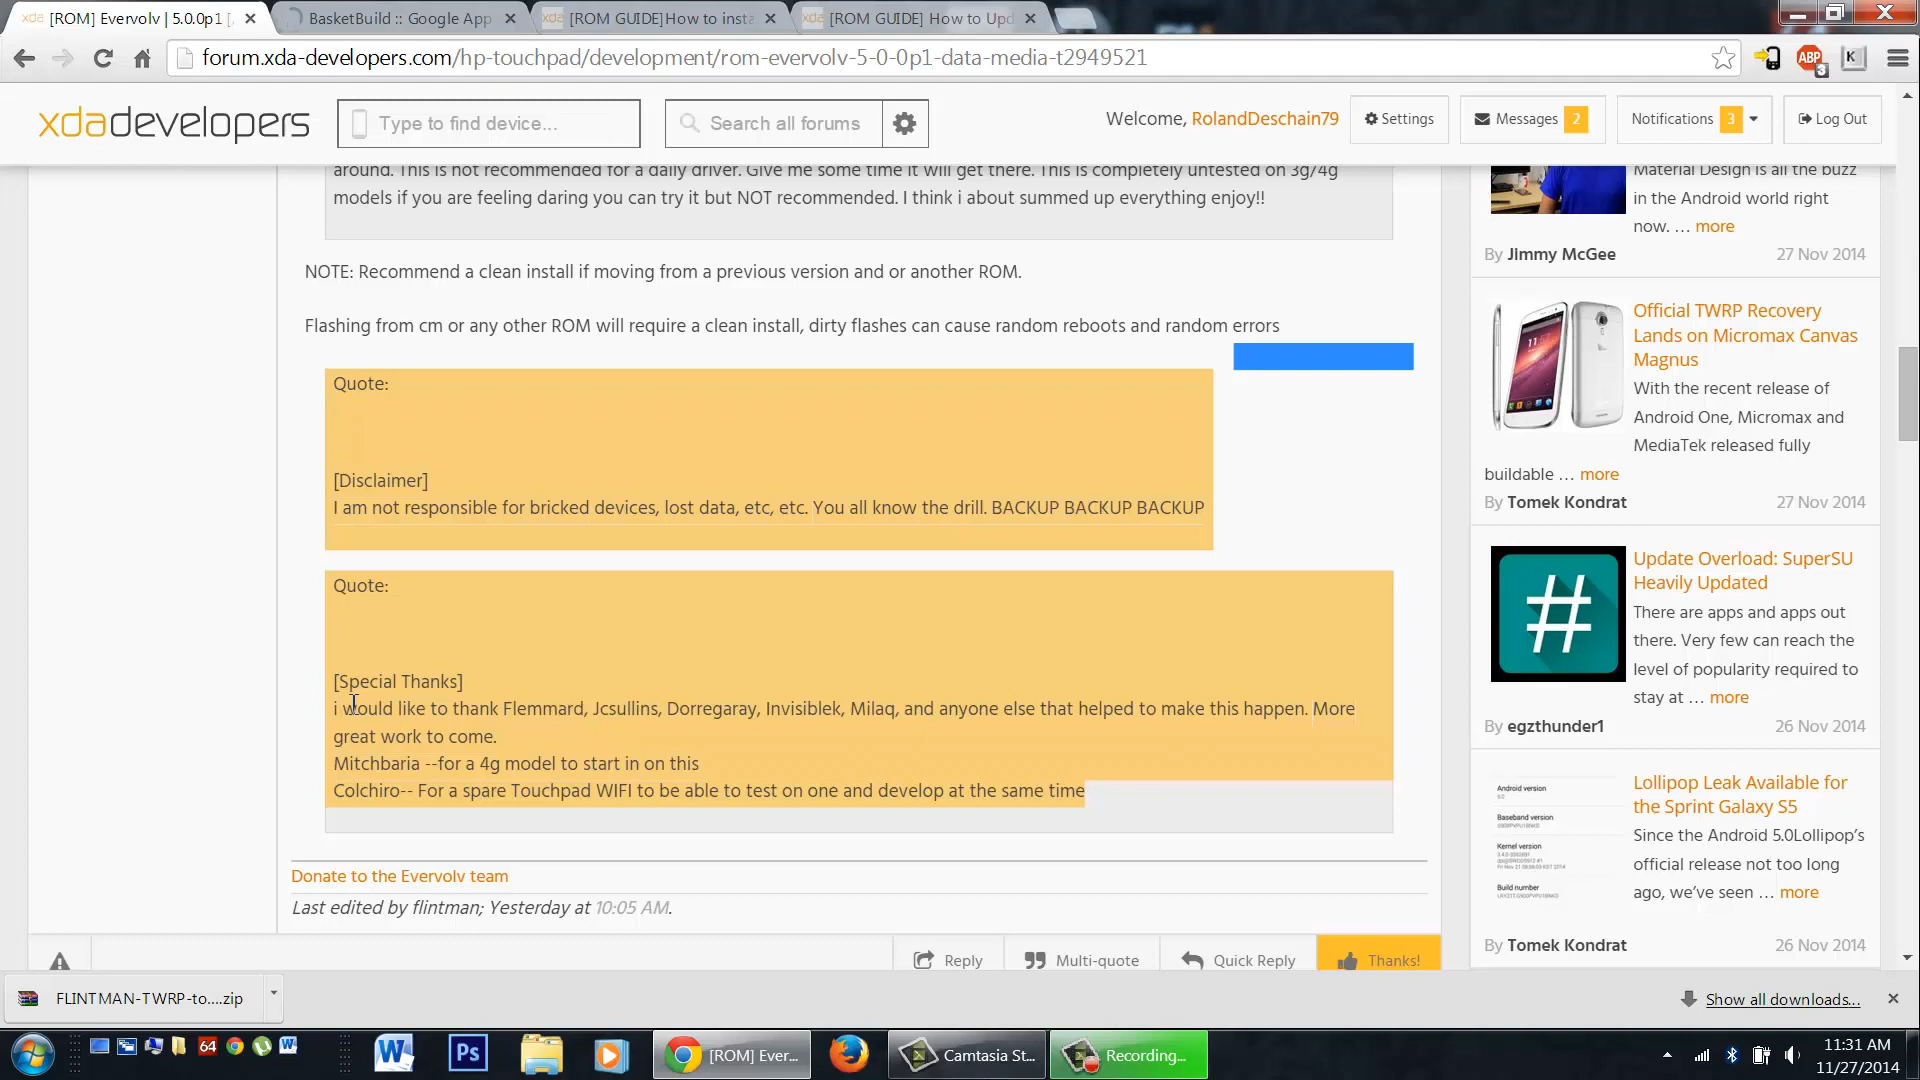 [ROM] Evervolv | 5.0.0p1 [
BasketBuild :: Google App
[ROM GUIDE]How to insta
[ROM GUIDE] How to Upd
forum.xda-developers.com/hp-touchpad/development/rom-evervolv-5-0-0p1-data-media-t2949521
ABP
3
K
xdadevelopers
Type to find device...
Search all forums
Welcome, RolandDeschain79
Settings
Messages 2
Notifications 3
Log Out
around. This is not recommended for a daily driver. Give me some time it will get there. This is completely untested on 3g/4g
models if you are feeling daring you can try it but NOT recommended. I think i about summed up everything enjoy!!
NOTE: Recommend a clean install if moving from a previous version and or another ROM.
Flashing from cm or any other ROM will require a clean install, dirty flashes can cause random reboots and random errors
Quote:
[Disclaimer]
I am not responsible for bricked devices, lost data, etc, etc. You all know the drill. BACKUP BACKUP BACKUP
Quote:
[Special Thanks]
i would like to thank Flemmard, Jcsullins, Dorregaray, Invisiblek, Milaq, and anyone else that helped to make this happen. More
great work to come.
Mitchbaria --for a 4g model to start in on this
Colchiro-- For a spare Touchpad WIFI to be able to test on one and develop at the same time
Donate to the Evervolv team
Last edited by flintman; Yesterday at 10:05 AM.
Reply
Multi-quote
Quick Reply
Thanks!
Material Design is all the buzz
in the Android world right
now. … more
By Jimmy McGee
27 Nov 2014
Official TWRP Recovery
Lands on Micromax Canvas
Magnus
With the recent release of
Android One, Micromax and
MediaTek released fully
buildable … more
By Tomek Kondrat
27 Nov 2014
Update Overload: SuperSU
Heavily Updated
There are apps and apps out
there. Very few can reach the
level of popularity required to
stay at … more
By egzthunder1
27 Nov 2014
Android version
Baseband version
Kernel version
Build number
Lollipop Leak Available for
the Sprint Galaxy S5
Since the Android 5.0Lollipop's
official release not too long
ago, we've seen … more
By Tomek Kondrat
26 Nov 2014
FLINTMAN-TWRP-to....zip
Show all downloads...
64
W
Ps
[ROM] Ever...
Camtasia St...
Recording...
11:31 AM
11/27/2014